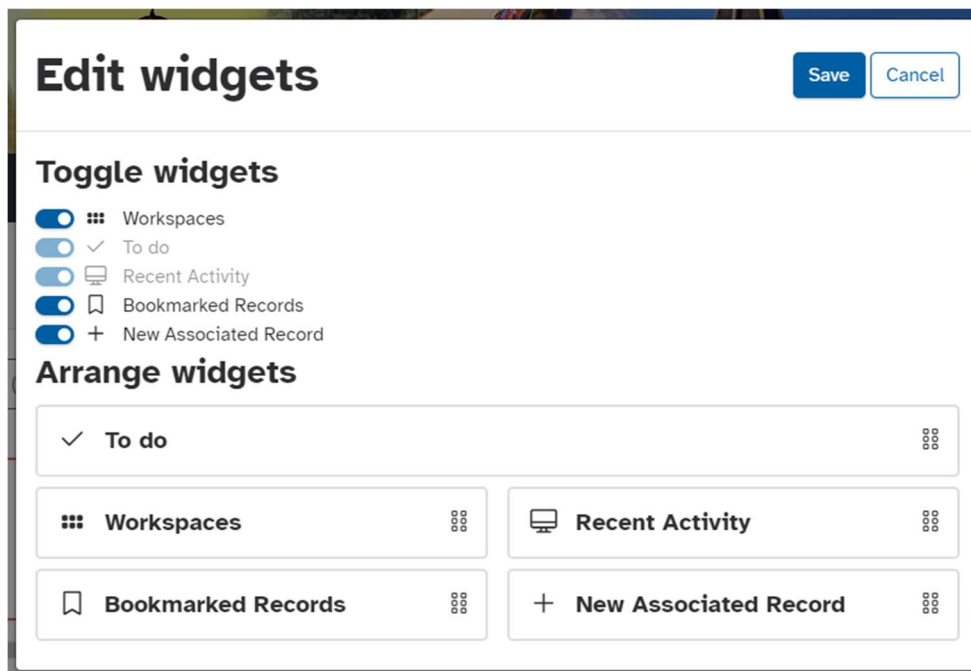 Edit widgets
Save
Cancel
Toggle widgets
Workspaces
To do
Recent Activity
Bookmarked Records
New Associated Record
Arrange widgets
To do
Workspaces
Recent Activity
Bookmarked Records
New Associated Record